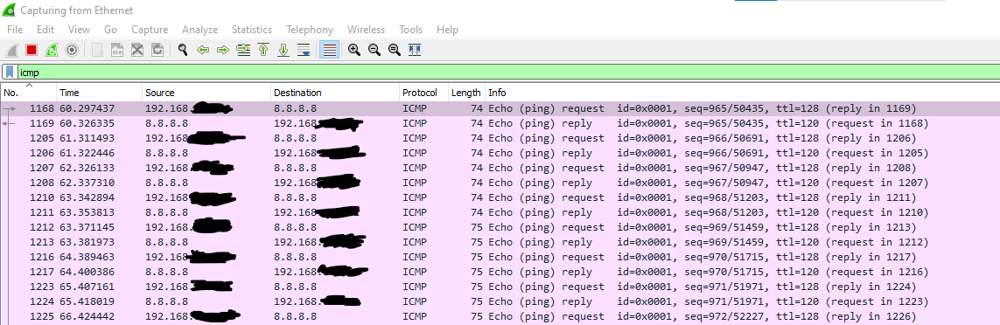 Capturing from Ethernet
File Edit View Go Capture Analyze Statistics Telephony Wireless Tools Help
icmp
No. Time Source Destination Protocol Length Info
1168 60.297437 192.168. 8.8.8.8 ICMP 74 Echo (ping) request id=0x0001, seq=965/50435, ttl=128 (reply in 1169)
1169 60.326335 8.8.8.8 192.168. ICMP 74 Echo (ping) reply id=0x0001, seq=965/50435, ttl=120 (request in 1168)
1205 61.311493 192.168. 8.8.8.8 ICMP 74 Echo (ping) request id=0x0001, seq=966/50691, ttl=128 (reply in 1206)
1206 61.322446 8.8.8.8 192.168. ICMP 74 Echo (ping) reply id=0x0001, seq=966/50691, ttl=120 (request in 1205)
1207 62.326133 192.168. 8.8.8.8 ICMP 74 Echo (ping) request id=0x0001, seq=967/50947, ttl=128 (reply in 1208)
1208 62.337310 8.8.8.8 192.168. ICMP 74 Echo (ping) reply id=0x0001, seq=967/50947, ttl=120 (request in 1207)
1210 63.342894 192.168. 8.8.8.8 ICMP 74 Echo (ping) request id=0x0001, seq=968/51203, ttl=128 (reply in 1211)
1211 63.353813 8.8.8.8 192.168. ICMP 74 Echo (ping) reply id=0x0001, seq=968/51203, ttl=120 (request in 1210)
1212 63.371145 192.168. 8.8.8.8 ICMP 75 Echo (ping) request id=0x0001, seq=969/51459, ttl=128 (reply in 1213)
1213 63.381973 8.8.8.8 192.168. ICMP 75 Echo (ping) reply id=0x0001, seq=969/51459, ttl=120 (request in 1212)
1216 64.389463 192.168. 8.8.8.8 ICMP 75 Echo (ping) request id=0x0001, seq=970/51715, ttl=128 (reply in 1217)
1217 64.400386 8.8.8.8 192.168. ICMP 75 Echo (ping) reply id=0x0001, seq=970/51715, ttl=120 (request in 1216)
1223 65.407161 192.168. 8.8.8.8 ICMP 75 Echo (ping) request id=0x0001, seq=971/51971, ttl=128 (reply in 1224)
1224 65.418019 8.8.8.8 192.168. ICMP 75 Echo (ping) reply id=0x0001, seq=971/51971, ttl=120 (request in 1223)
1225 66.424442 192.168. 8.8.8.8 ICMP 75 Echo (ping) request id=0x0001, seq=972/52227, ttl=128 (reply in 1226)